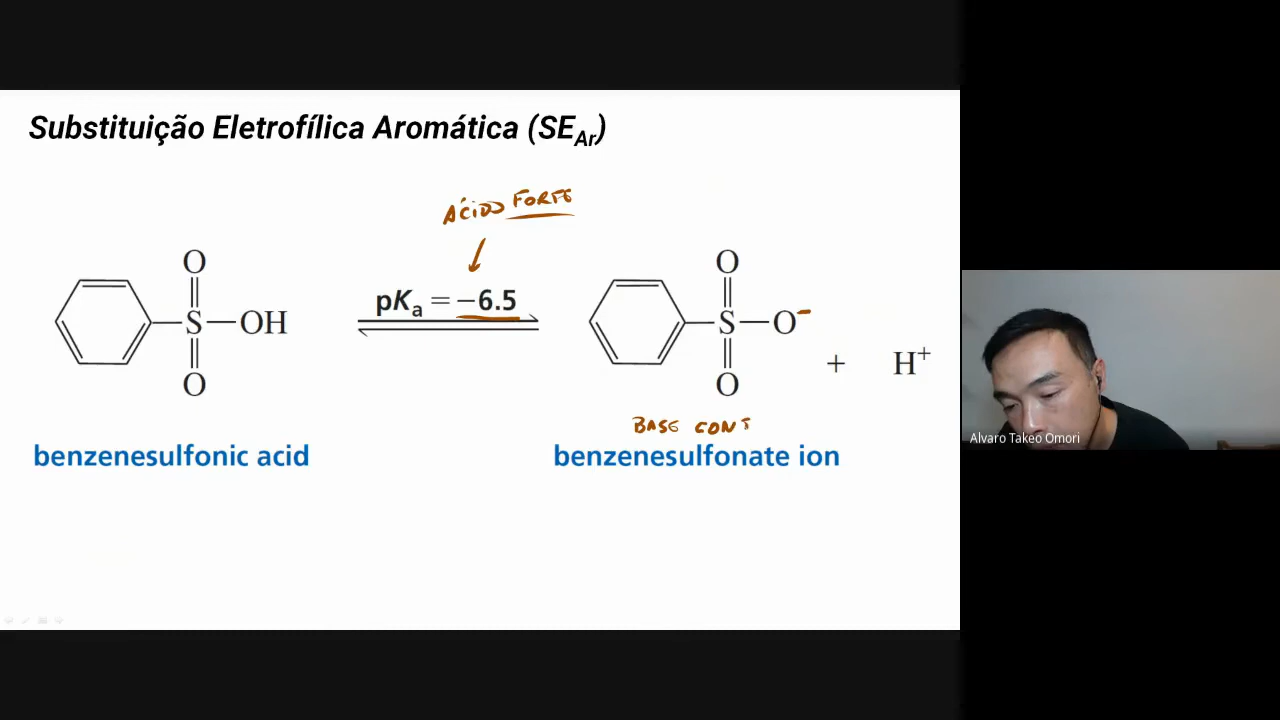 Substituição Eletrofílica Aromática (SEAr)
ÁCIDO FORTE
pKa = −6.5
O
S
OH
O
O
S
O−
O
+ H+
BASE CONJ
benzenesulfonic acid
benzenesulfonate ion
Alvaro Takeo Omori